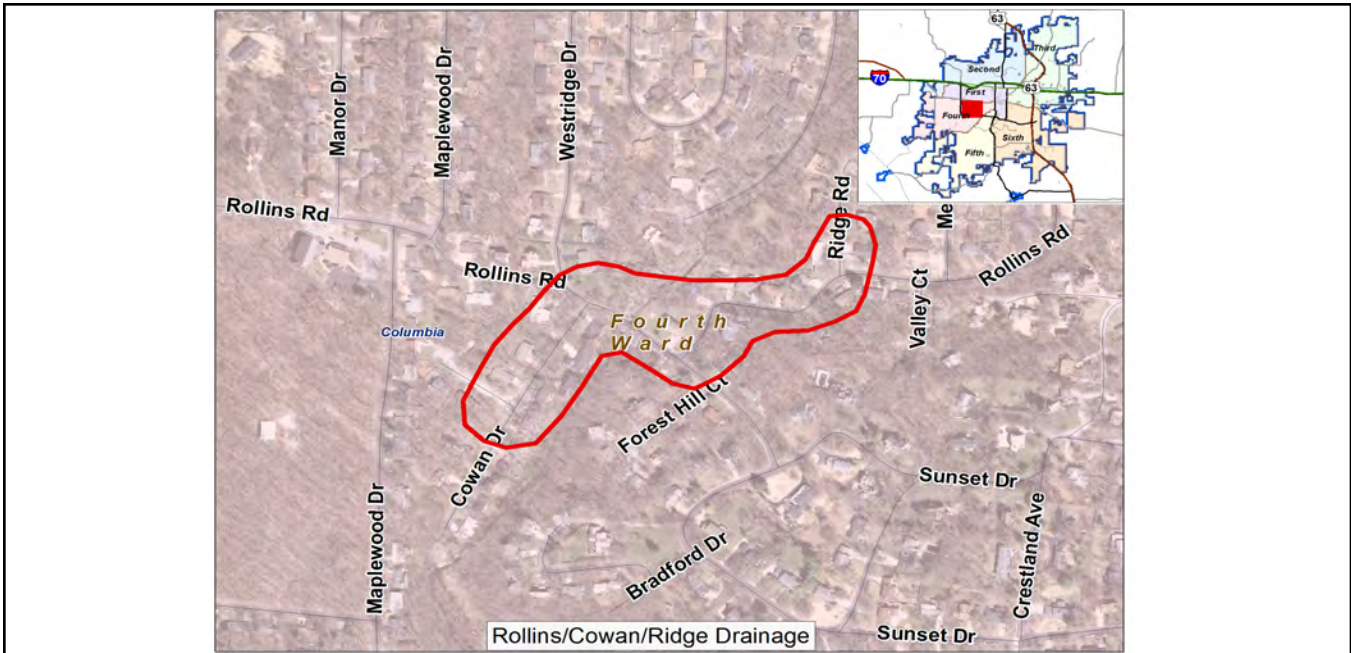 63
Third
Second
70
63
First
Fourth
Sixth
Fifth
Manor Dr
Maplewood Dr
Westridge Dr
Rollins Rd
Ridge Rd
Me
Rollins Rd
Rollins Rd
Valley Ct
Columbia
Fourth
Ward
Forest Hill Ct
Cowan Dr
Sunset Dr
Maplewood Dr
Bradford Dr
Crestland Ave
Rollins/Cowan/Ridge Drainage
Sunset Dr